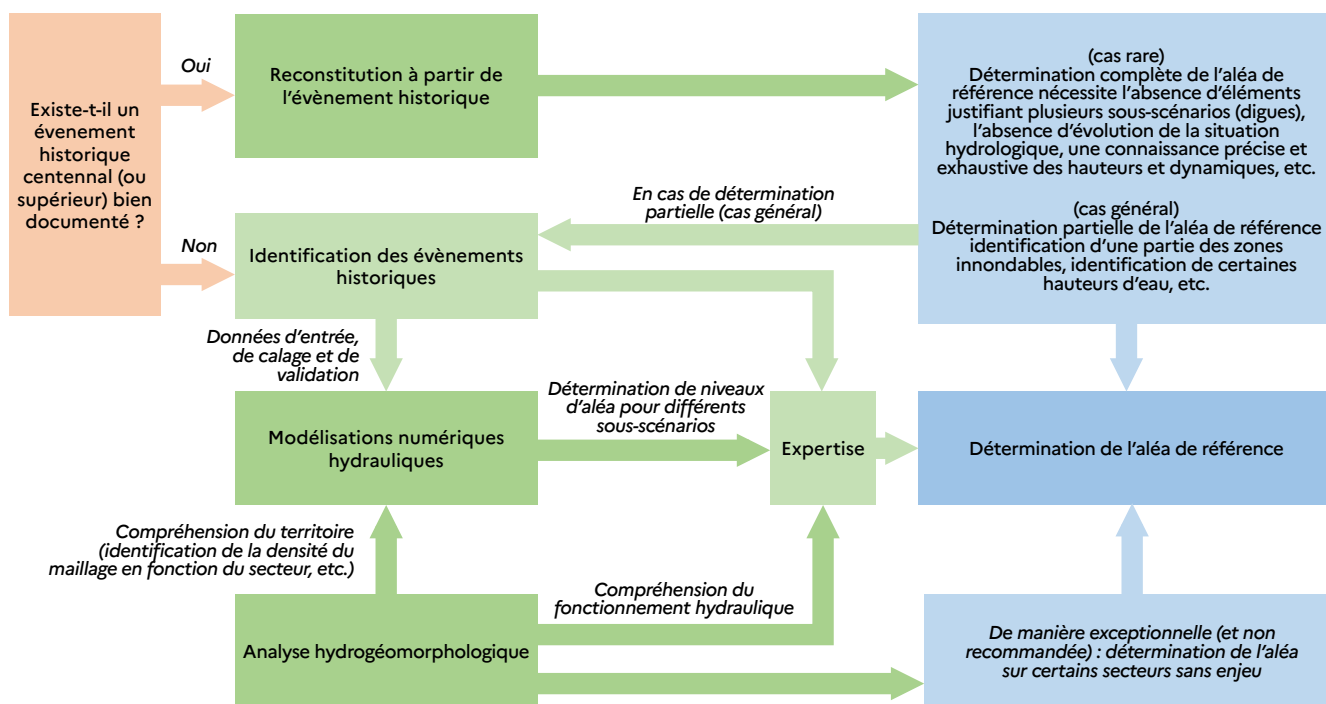 Existe-t-il un
évenement
historique
centennal (ou
supérieur) bien
documenté ?
Oui
Non
Reconstitution à partir de
l'évènement historique
(cas rare)
Détermination complète de l'aléa de
référence nécessite l'absence d'éléments
justifiant plusieurs sous-scénarios (digues),
l'absence d'évolution de la situation
hydrologique, une connaissance précise et
exhaustive des hauteurs et dynamiques, etc.
(cas général)
Détermination partielle de l'aléa de référence
identification d'une partie des zones
innondables, identification de certaines
hauteurs d'eau, etc.
En cas de détermination
partielle (cas général)
Identification des évènements
historiques
Données d'entrée,
de calage et de
validation
Modélisations numériques
hydrauliques
Détermination de niveaux
d'aléa pour différents
sous-scénarios
Expertise
Détermination de l'aléa de référence
Compréhension du territoire
(identification de la densité du
maillage en fonction du secteur, etc.)
Compréhension du
fonctionnement hydraulique
Analyse hydrogéomorphologique
De manière exceptionnelle (et non
recommandée) : détermination de l'aléa
sur certains secteurs sans enjeu